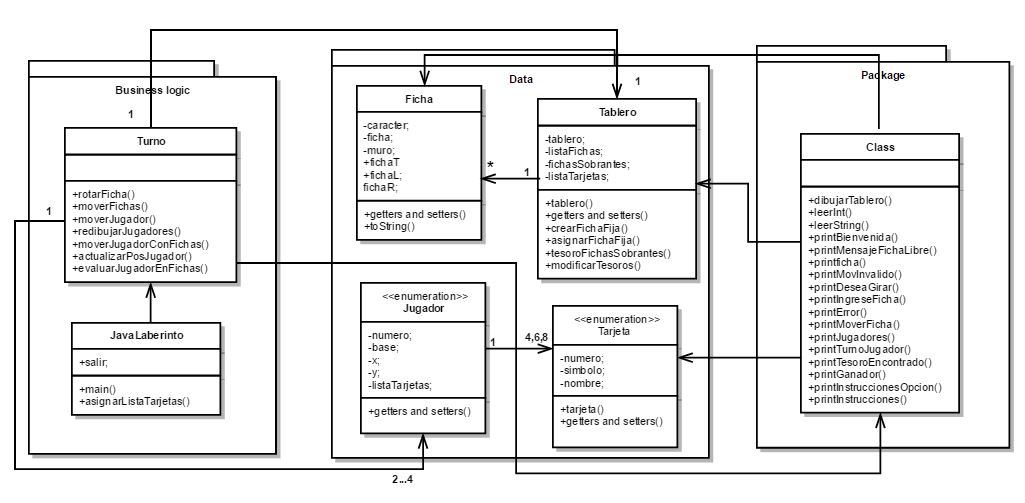 Business logic
1
Turno
+rotarFicha()
+moverFichas()
+moverJugador()
+redibujarJugadores()
+moverJugadorConFichas()
+actualizarPosJugador()
+evaluarJugadorEnFichas()
1
JavaLaberinto
+salir;
+main()
+asignarListaTarjetas()
Data
Ficha
-caracter;
-ficha;
-muro;
+fichaT
+fichaL;
fichaR;
+getters and setters()
+toString()
*
1
1
Tablero
-tablero;
-listaFichas;
-fichasSobrantes;
-listaTarjetas;
+tablero()
+getters and setters()
+crearFichaFija()
+asignarFichaFija()
+tesoroFichasSobrantes()
+modificarTesoros()
<<enumeration>>
Jugador
-numero;
-base;
-x;
-y;
-listaTarjetas;
+getters and setters()
1
4,6,8
2...4
<<enumeration>>
Tarjeta
-numero;
-simbolo;
-nombre;
+tarjeta()
+getters and setters()
Package
Class
+dibujarTablero()
+leerInt()
+leerString()
+printBienvenida()
+printMensajeFichaLibre()
+printficha()
+printMovInvalido()
+printDeseaGirar()
+printIngreseFicha()
+printError()
+printMoverFicha()
+printJugadores()
+printTurnoJugador()
+printTesoroEncontrado()
+printGanador()
+printInstruccionesOpcion()
+printInstrucciones()